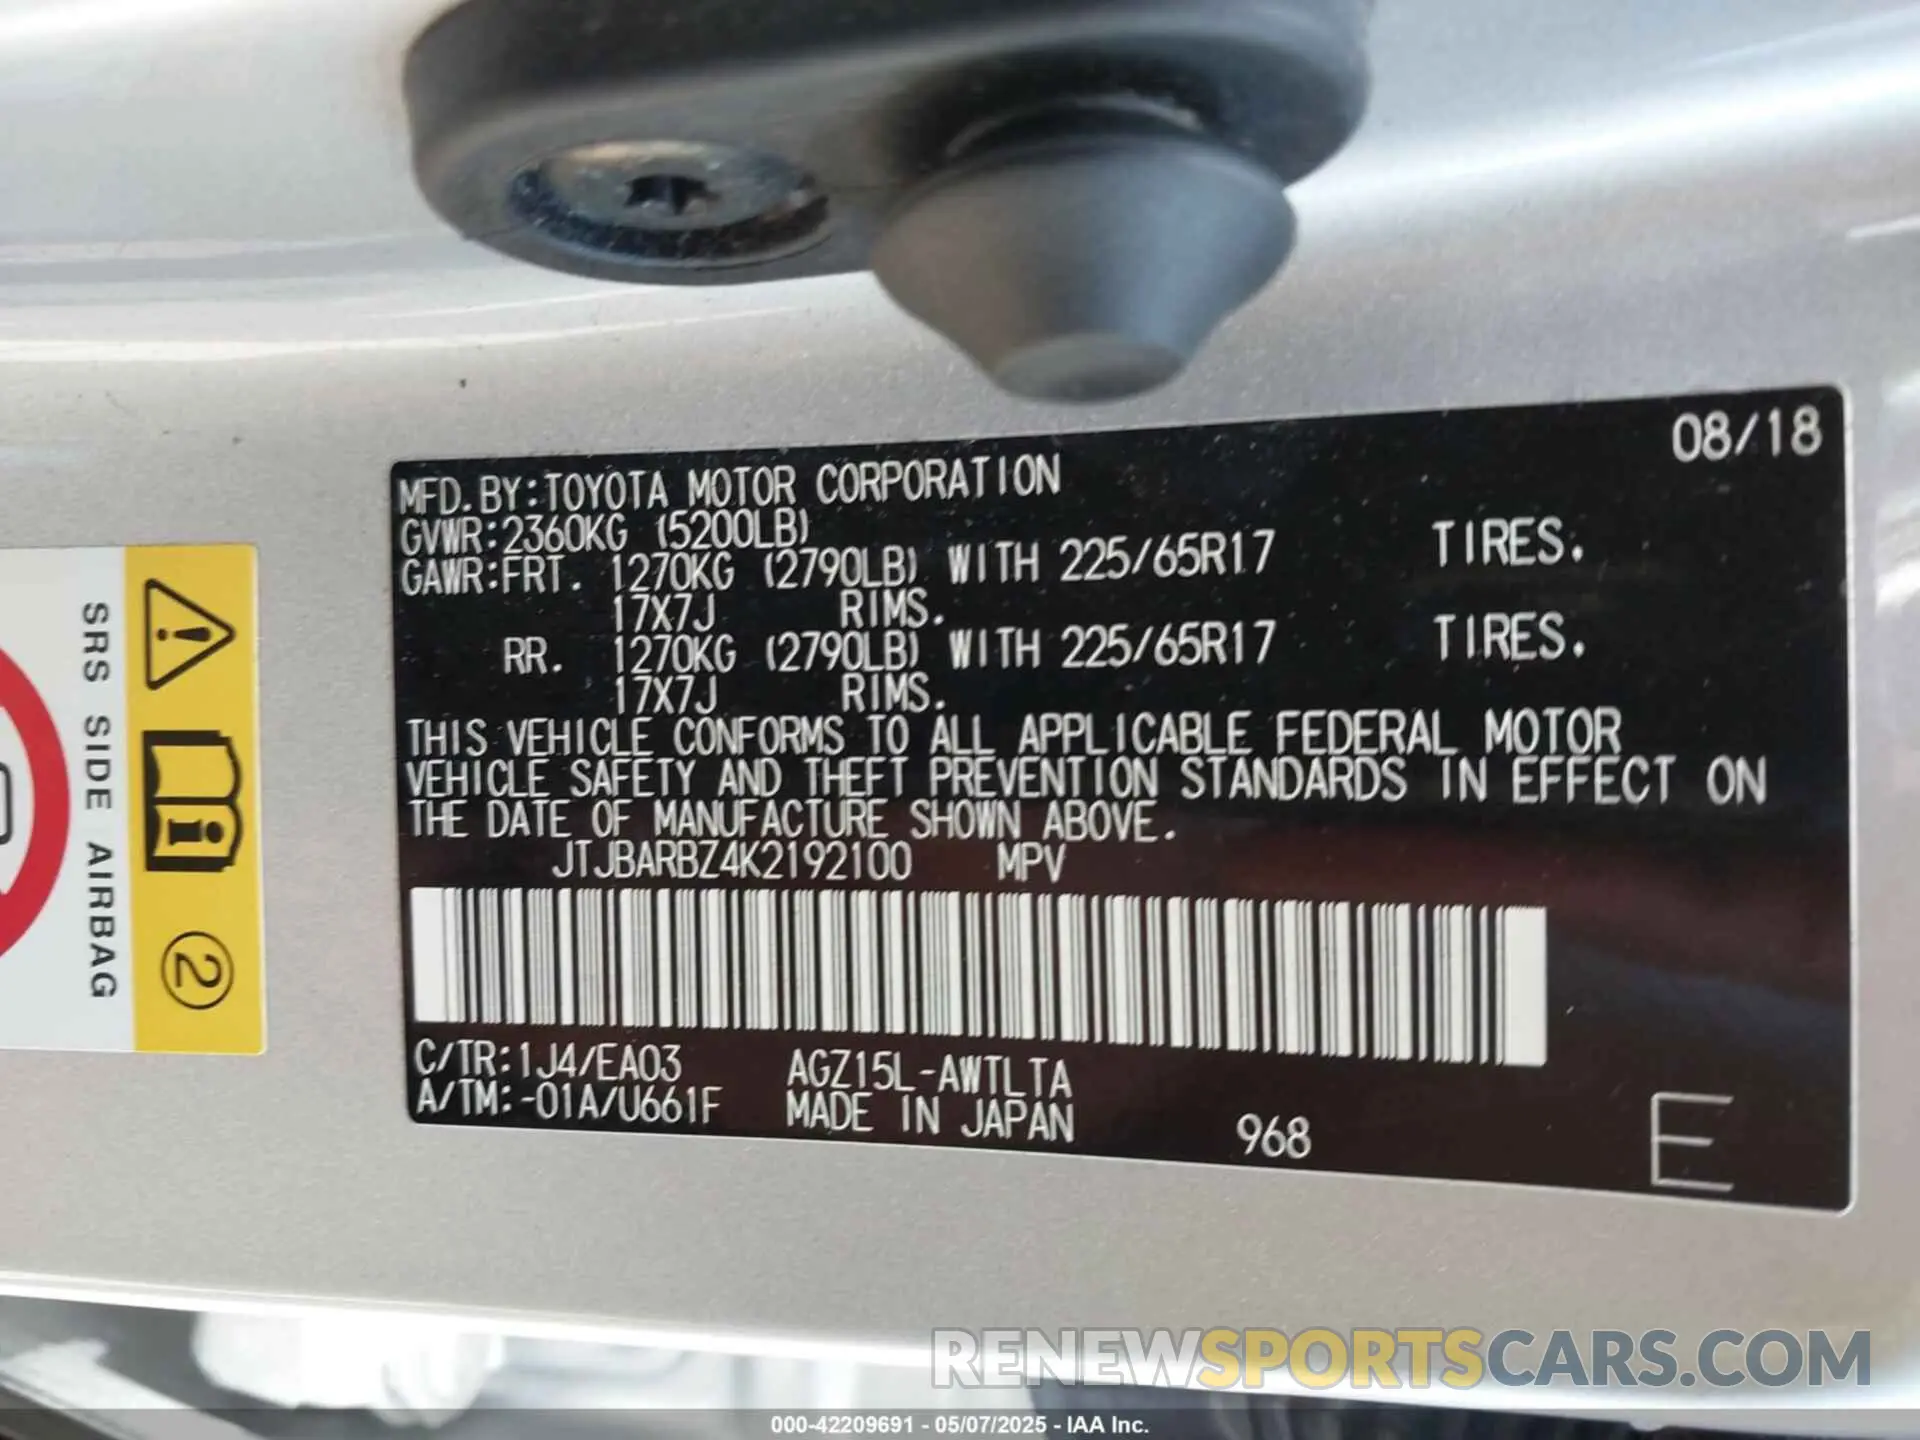 08/18
MFD.BY:TOYOTA MOTOR CORPORATION
GVWR:2360KG (5200LB)
GAWR:FRT. 1270KG (2790LB) WITH 225/65R17 TIRES.
17X7J RIMS.
RR. 1270KG (2790LB) WITH 225/65R17 TIRES.
17X7J RIMS.
THIS VEHICLE CONFORMS TO ALL APPLICABLE FEDERAL MOTOR
VEHICLE SAFETY AND THEFT PREVENTION STANDARDS IN EFFECT ON
THE DATE OF MANUFACTURE SHOWN ABOVE.
JTJBARBZ4K2192100 MPV
C/TR:1J4/EA03 AGZ15L-AWTLTA
A/TM:-01A/U661F MADE IN JAPAN 968 E
SRS SIDE AIRBAG
2
RENEWSPORTSCARS.COM
000-42209691 - 05/07/2025 - IAA Inc.